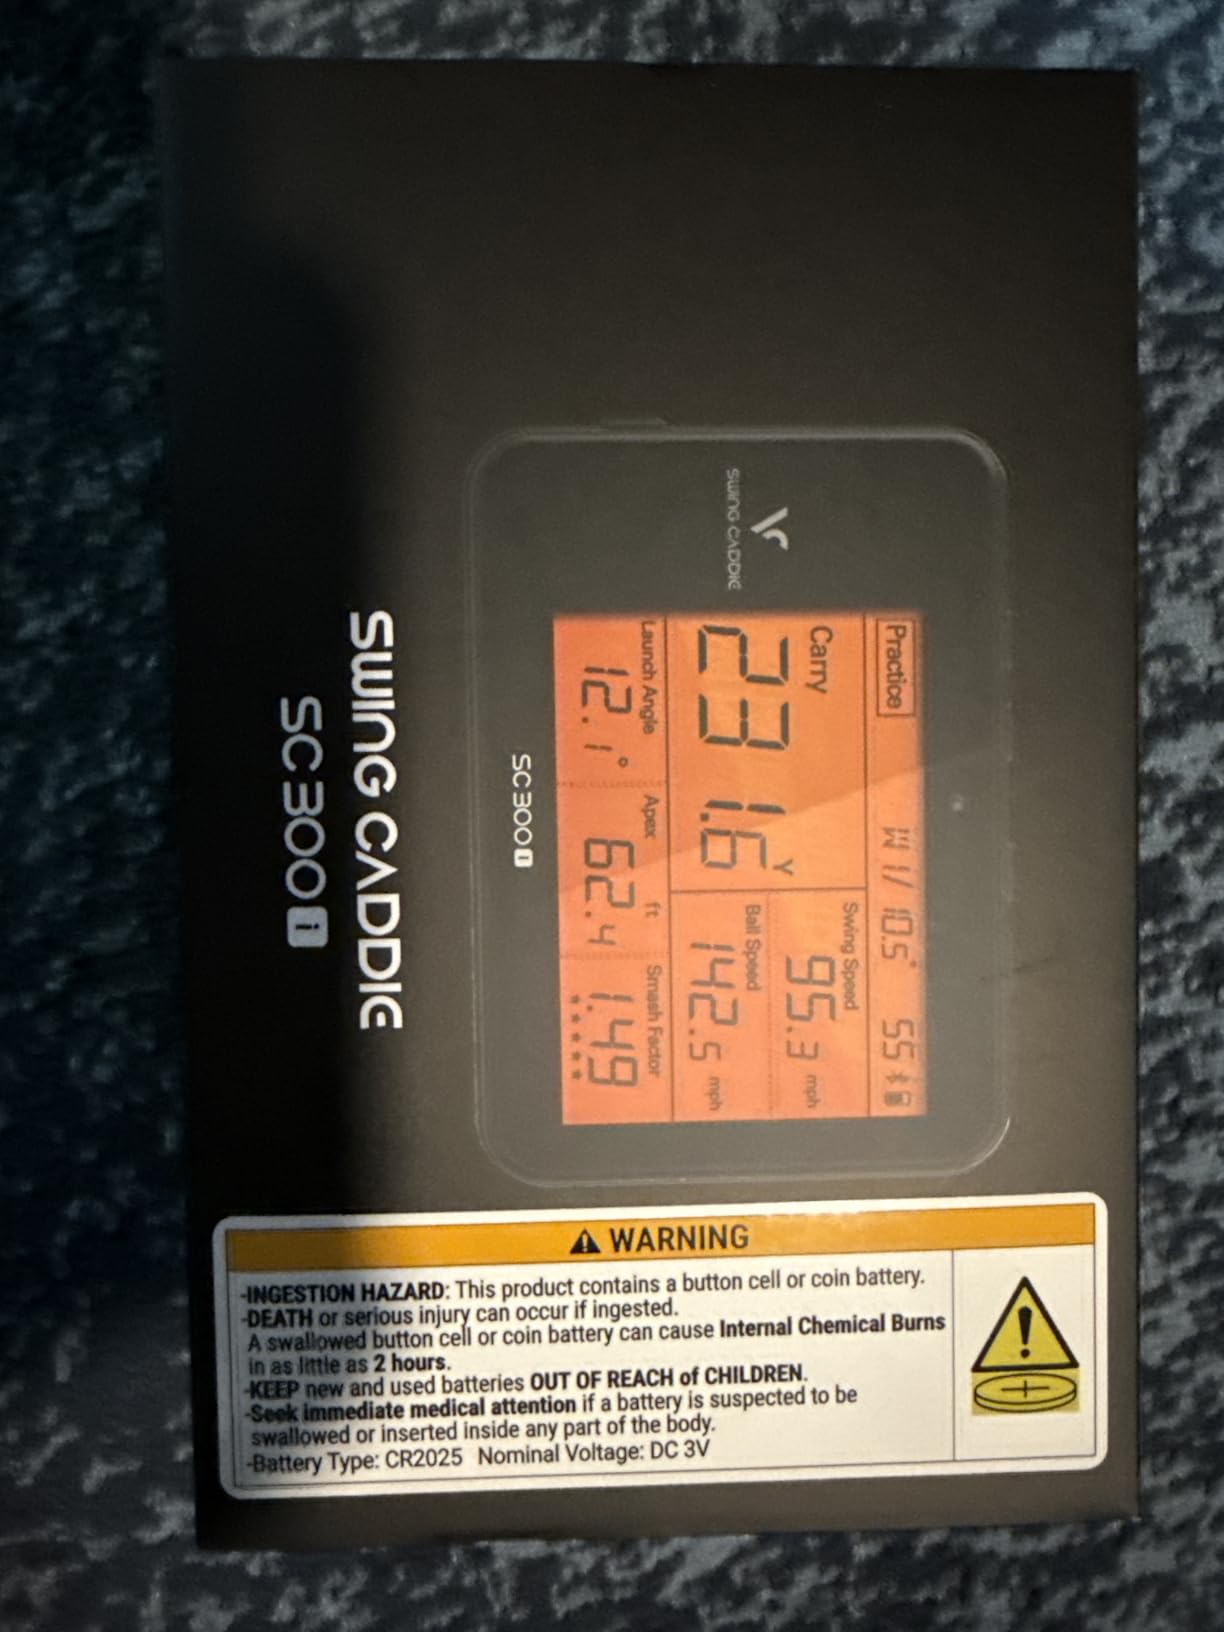 SWING CADDIE
Practice W 1/ 10.5° 55
Carry
231.6 Y
Swing Speed
95.3 mph
Ball Speed
142.5 mph
Launch Angle
12.1°
Apex ft
62.4
Smash Factor
1.49
★★★★★
SC300i
SWING CADDIE
SC300i
⚠ WARNING
-INGESTION HAZARD: This product contains a button cell or coin battery.
-DEATH or serious injury can occur if ingested.
A swallowed button cell or coin battery can cause Internal Chemical Burns
in as little as 2 hours.
-KEEP new and used batteries OUT OF REACH of CHILDREN.
-Seek immediate medical attention if a battery is suspected to be
swallowed or inserted inside any part of the body.
-Battery Type: CR2025 Nominal Voltage: DC 3V